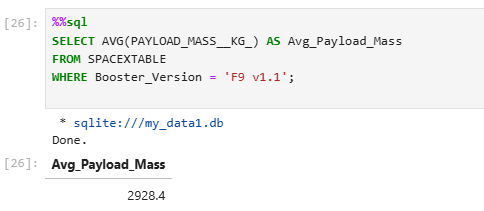 [26]: %%sql
SELECT AVG(PAYLOAD_MASS__KG_) AS Avg_Payload_Mass
FROM SPACEXTABLE
WHERE Booster_Version = 'F9 v1.1';
* sqlite:///my_data1.db
Done.
[26]: Avg_Payload_Mass
2928.4